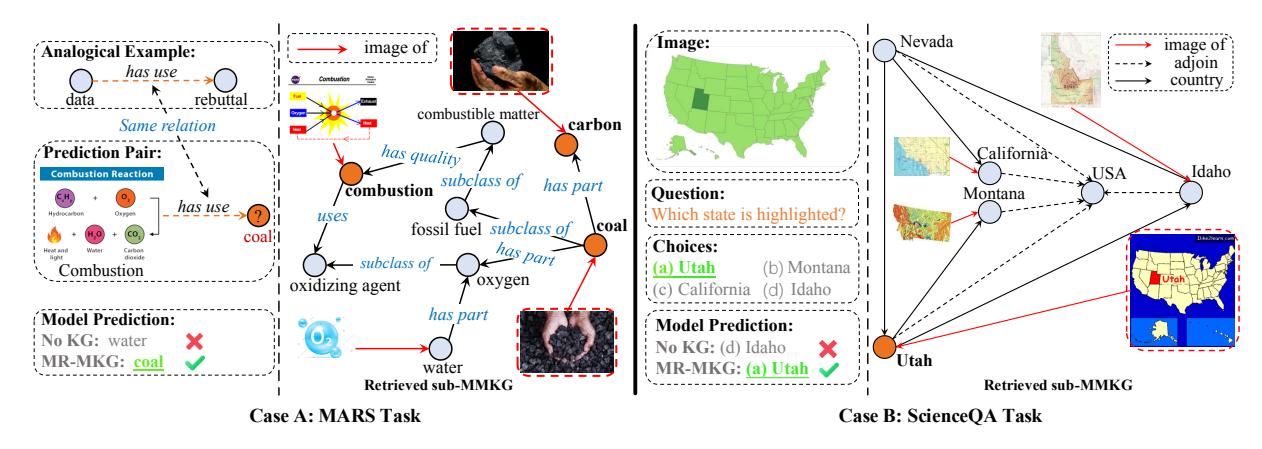 Analogical Example:
has use
data
rebuttal
Same relation
Prediction Pair:
Combustion Reaction
C₂H₂
+
O₂
Hydrocarbon
Oxygen
has use
?
coal
+
H₂O
+
CO₂
Heat and light
Water
Carbon dioxide
Combustion
Model Prediction:
No KG: water
MR-MKG: coal
image of
Combustion
Fuel
Oxygen
Heat
Exhaust
Heat
combustible matter
carbon
has quality
combustion
subclass of
has part
uses
fossil fuel
subclass of
coal
has part
subclass of
oxidizing agent
oxygen
has part
O₂
water
Retrieved sub-MMKG
Case A: MARS Task
Image:
Question:
Which state is highlighted?
Choices:
(a) Utah
(b) Montana
(c) California
(d) Idaho
Model Prediction:
No KG: (d) Idaho
MR-MKG: (a) Utah
Nevada
image of
adjoin
country
California
USA
Idaho
Montana
Utah
Utah
Retrieved sub-MMKG
Case B: ScienceQA Task